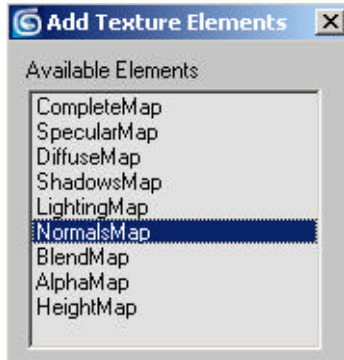 Add Texture Elements
Available Elements
CompleteMap
SpecularMap
DiffuseMap
ShadowsMap
LightingMap
NormalsMap
BlendMap
AlphaMap
HeightMap